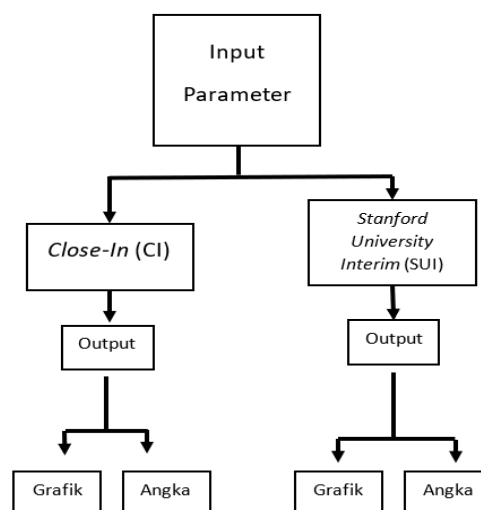 Input
Parameter
Close-In (CI)
Stanford
University
Interim (SUI)
Output
Output
Grafik
Angka
Grafik
Angka